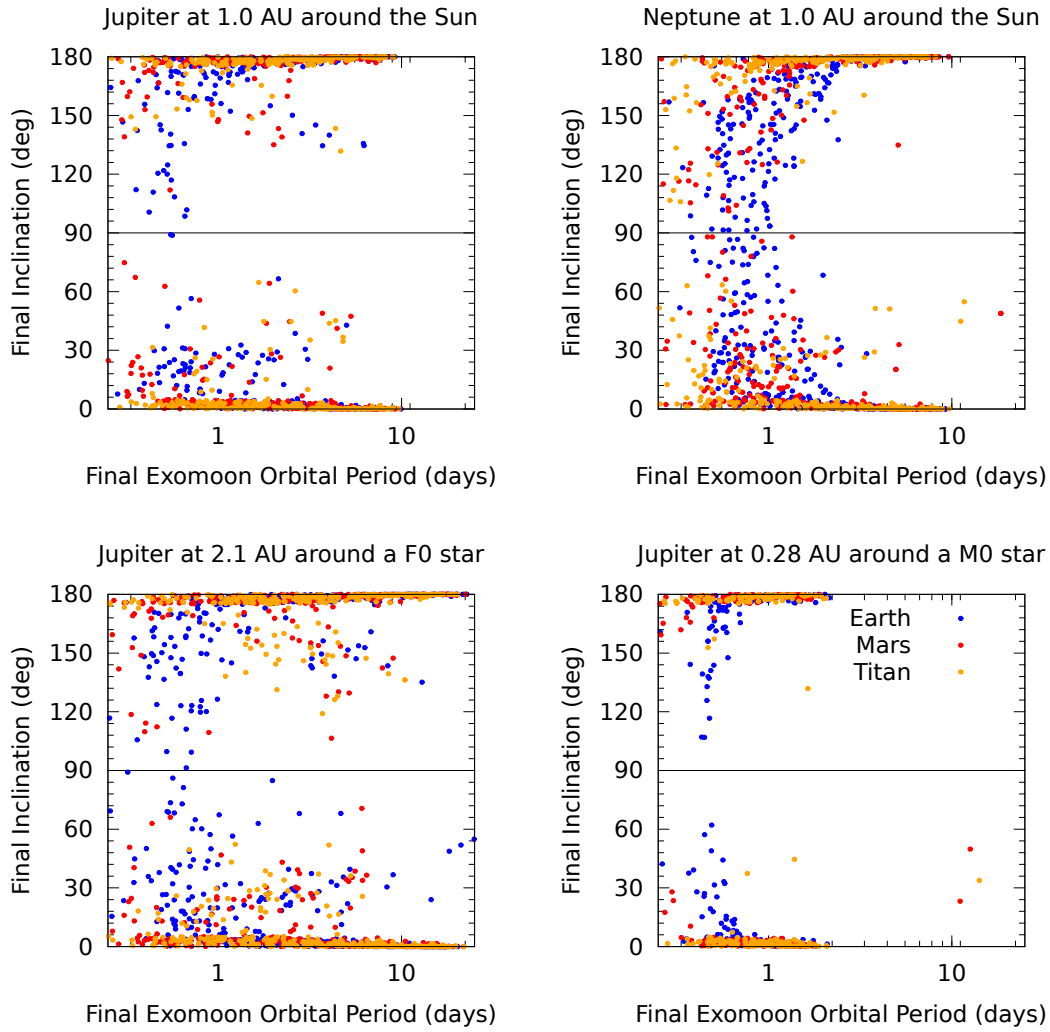 Jupiter at 1.0 AU around the Sun
180
150
120
90
60
30
0
Final Inclination (deg)
1
10
Final Exomoon Orbital Period (days)
Neptune at 1.0 AU around the Sun
180
150
120
90
60
30
0
Final Inclination (deg)
1
10
Final Exomoon Orbital Period (days)
Jupiter at 2.1 AU around a F0 star
180
150
120
90
60
30
0
Final Inclination (deg)
1
10
Final Exomoon Orbital Period (days)
Jupiter at 0.28 AU around a M0 star
180
150
120
90
60
30
0
Final Inclination (deg)
Earth
Mars
Titan
1
10
Final Exomoon Orbital Period (days)